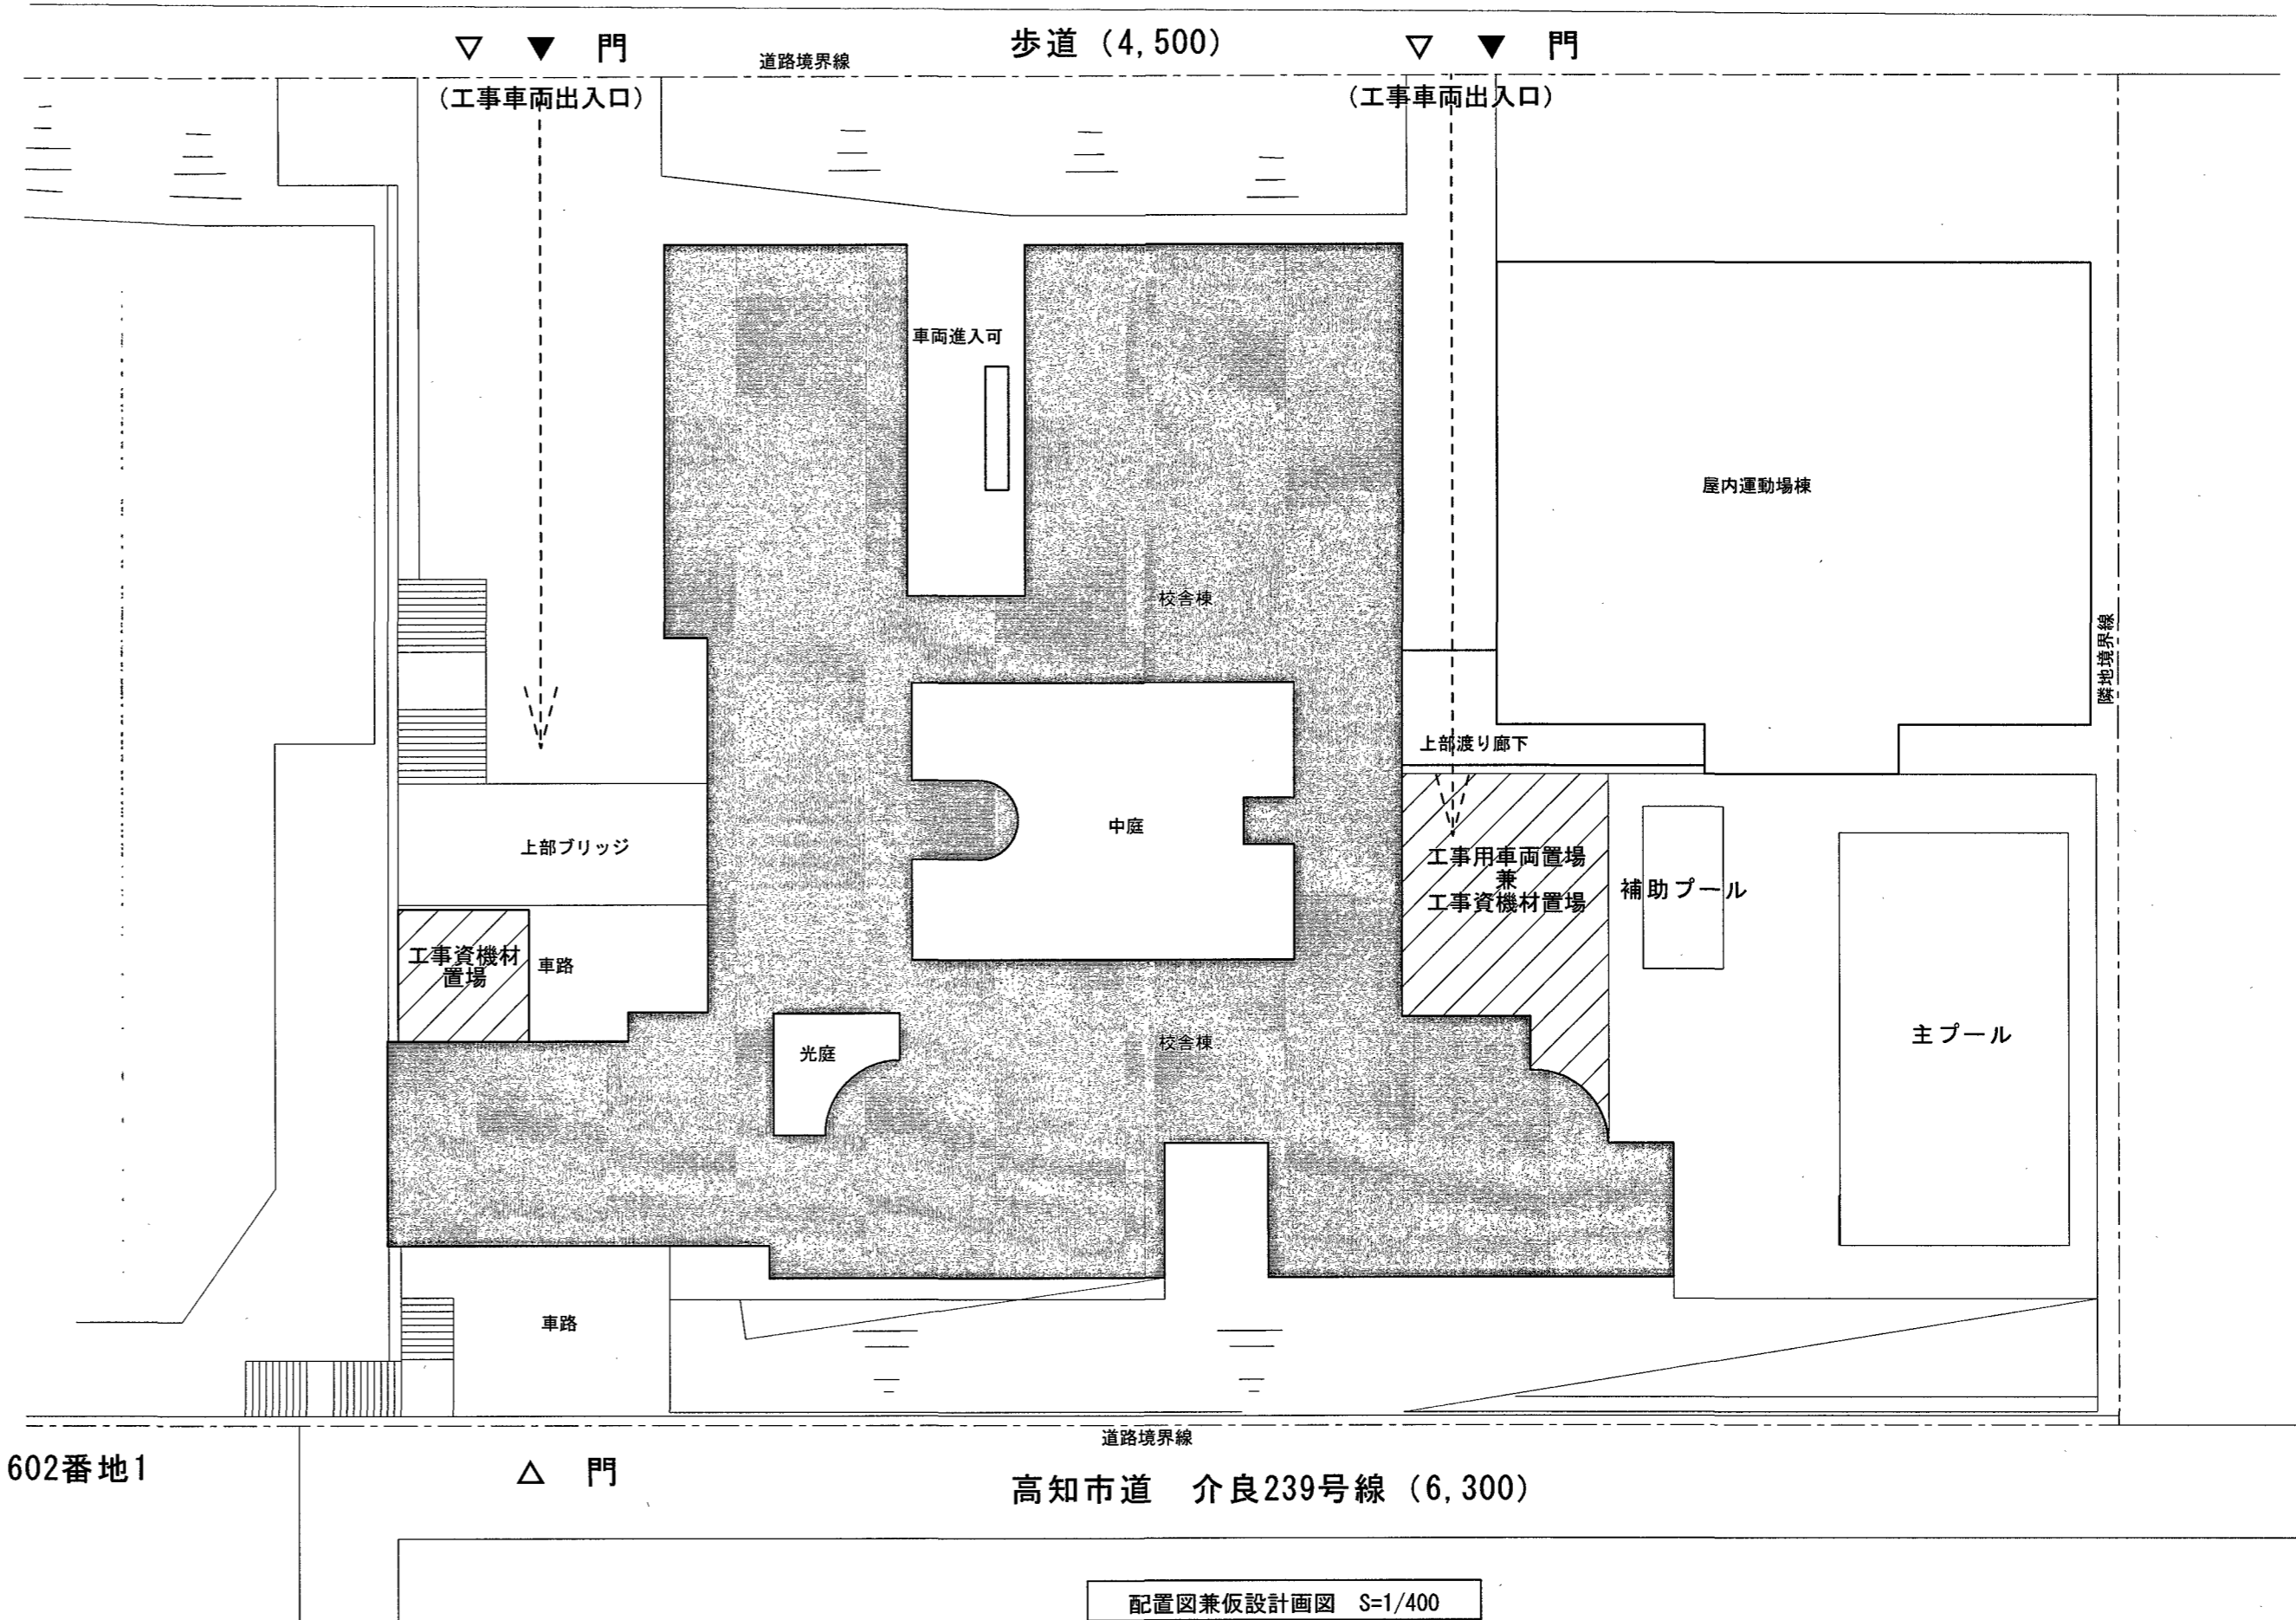 ▽ ▼ 門
歩道 (4,500)
▽ ▼ 門
道路境界線
(工事車両出入口)
(工事車両出入口)
車両進入可
屋内運動場棟
校舎棟
隣地境界線
上部渡り廊下
中庭
上部ブリッジ
工事用車両置場
兼
工事資機材置場
補助プール
工事資機材
置場
車路
主プール
光庭
校舎棟
車路
道路境界線
602番地1
△ 門
高知市道 介良239号線 (6,300)
配置図兼仮設計画図 S=1/400